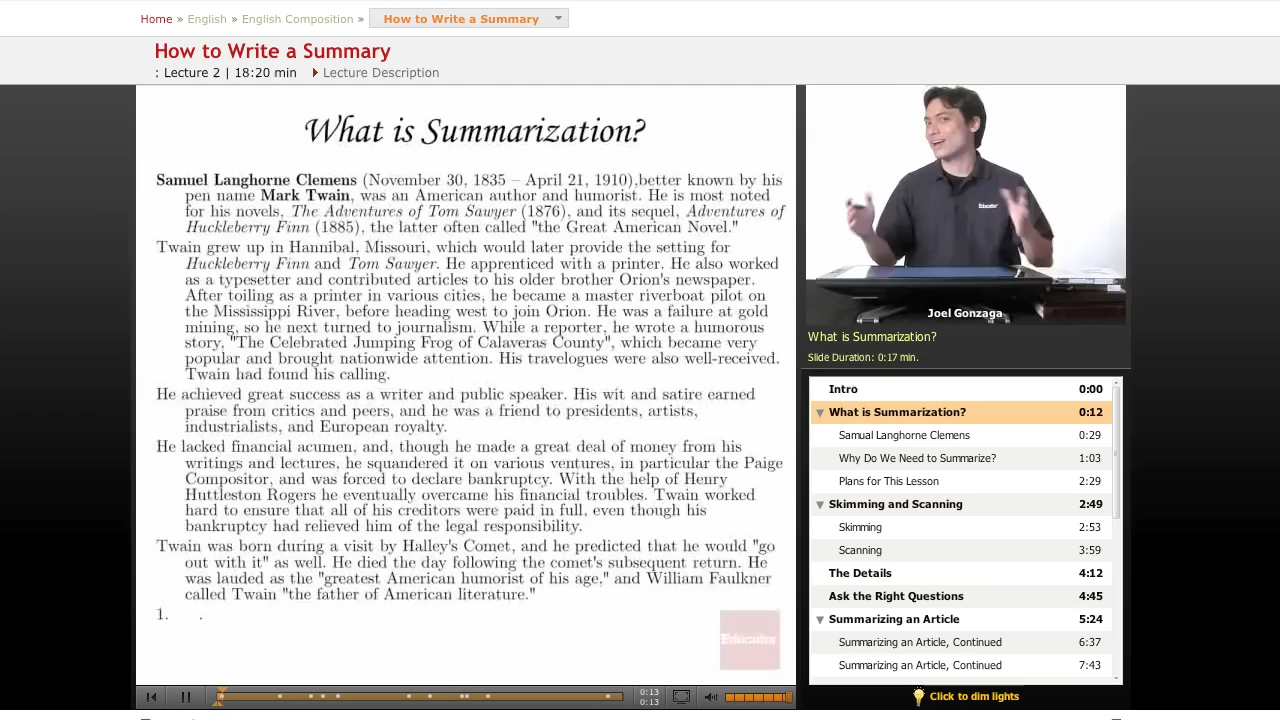 Home » English » English Composition » How to Write a Summary
How to Write a Summary
: Lecture 2 | 18:20 min Lecture Description
What is Summarization?
Samuel Langhorne Clemens (November 30, 1835 – April 21, 1910),better known by his
pen name Mark Twain, was an American author and humorist. He is most noted
for his novels, The Adventures of Tom Sawyer (1876), and its sequel, Adventures of
Huckleberry Finn (1885), the latter often called "the Great American Novel."
Twain grew up in Hannibal, Missouri, which would later provide the setting for
Huckleberry Finn and Tom Sawyer. He apprenticed with a printer. He also worked
as a typesetter and contributed articles to his older brother Orion's newspaper.
After toiling as a printer in various cities, he became a master riverboat pilot on
the Mississippi River, before heading west to join Orion. He was a failure at gold
mining, so he next turned to journalism. While a reporter, he wrote a humorous
story, "The Celebrated Jumping Frog of Calaveras County", which became very
popular and brought nationwide attention. His travelogues were also well-received.
Twain had found his calling.
He achieved great success as a writer and public speaker. His wit and satire earned
praise from critics and peers, and he was a friend to presidents, artists,
industrialists, and European royalty.
He lacked financial acumen, and, though he made a great deal of money from his
writings and lectures, he squandered it on various ventures, in particular the Paige
Compositor, and was forced to declare bankruptcy. With the help of Henry
Huttleston Rogers he eventually overcame his financial troubles. Twain worked
hard to ensure that all of his creditors were paid in full, even though his
bankruptcy had relieved him of the legal responsibility.
Twain was born during a visit by Halley's Comet, and he predicted that he would "go
out with it" as well. He died the day following the comet's subsequent return. He
was lauded as the "greatest American humorist of his age," and William Faulkner
called Twain "the father of American literature."
1. .
Educator
0:13
0:13
Educator
Joel Gonzaga
What is Summarization?
Slide Duration: 0:17 min.
Intro 0:00
What is Summarization? 0:12
Samual Langhorne Clemens 0:29
Why Do We Need to Summarize? 1:03
Plans for This Lesson 2:29
Skimming and Scanning 2:49
Skimming 2:53
Scanning 3:59
The Details 4:12
Ask the Right Questions 4:45
Summarizing an Article 5:24
Summarizing an Article, Continued 6:37
Summarizing an Article, Continued 7:43
Click to dim lights